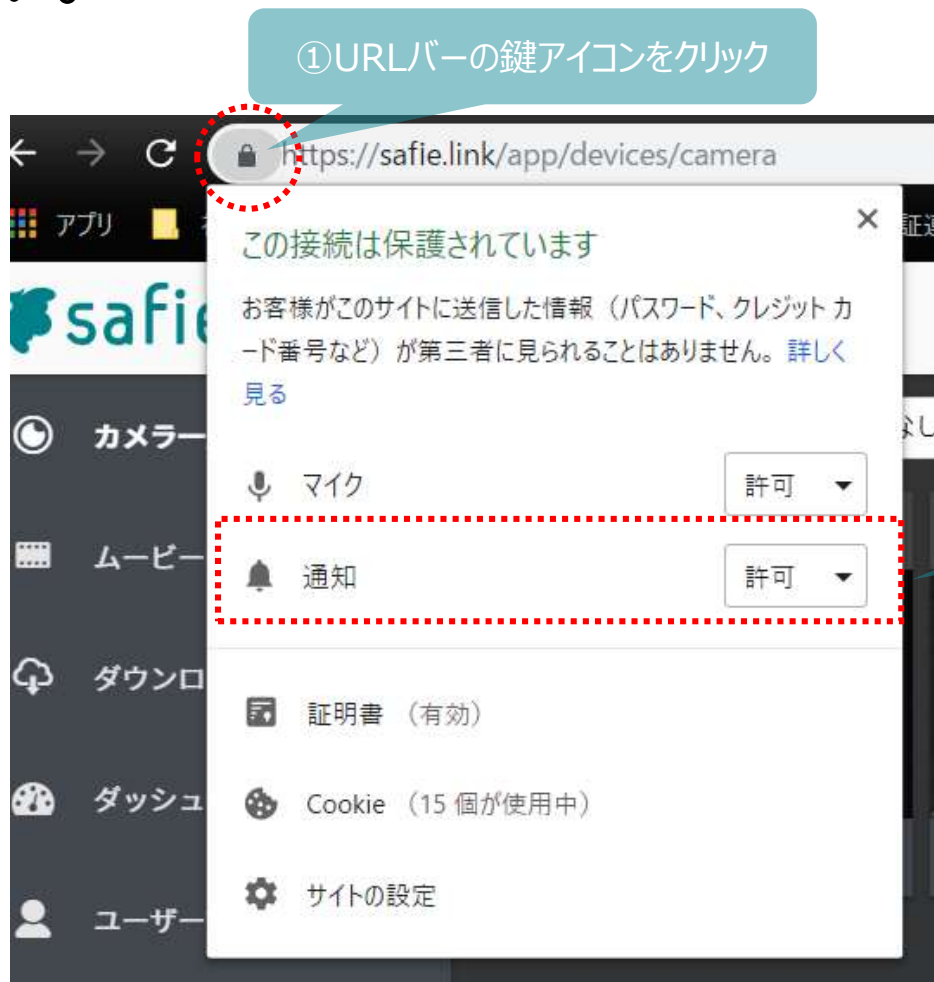 ①URLバーの鍵アイコンをクリック
https://safie.link/app/devices/camera
アプリ
この接続は保護されています
safie
お客様がこのサイトに送信した情報（パスワード、クレジット カ
ード番号など）が第三者に見られることはありません。詳しく
見る
カメラー
マイク 許可
ムービー
通知 許可
ダウンロ
証明書 （有効）
ダッシュ
Cookie （15 個が使用中）
サイトの設定
ユーザー